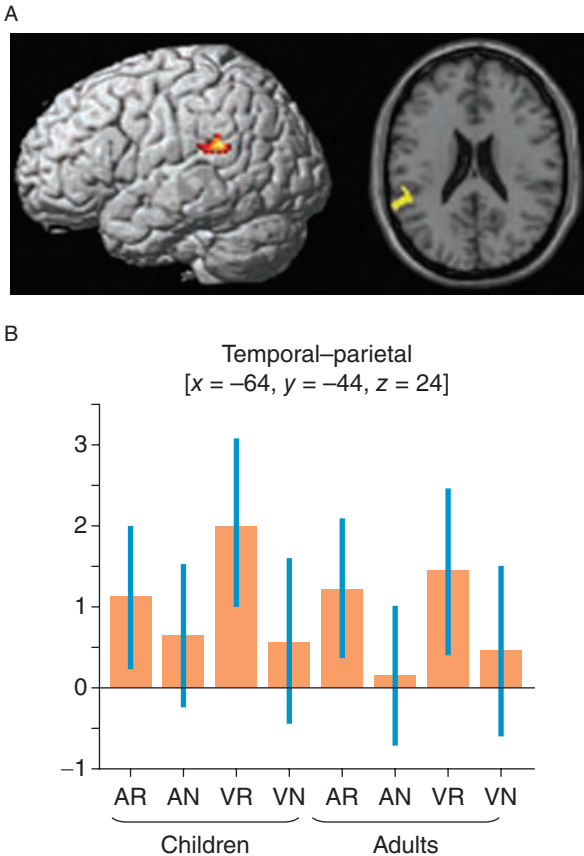 A
B
Temporal–parietal
[x = –64, y = –44, z = 24]
3
2
1
0
–1
AR AN VR VN AR AN VR VN
Children Adults